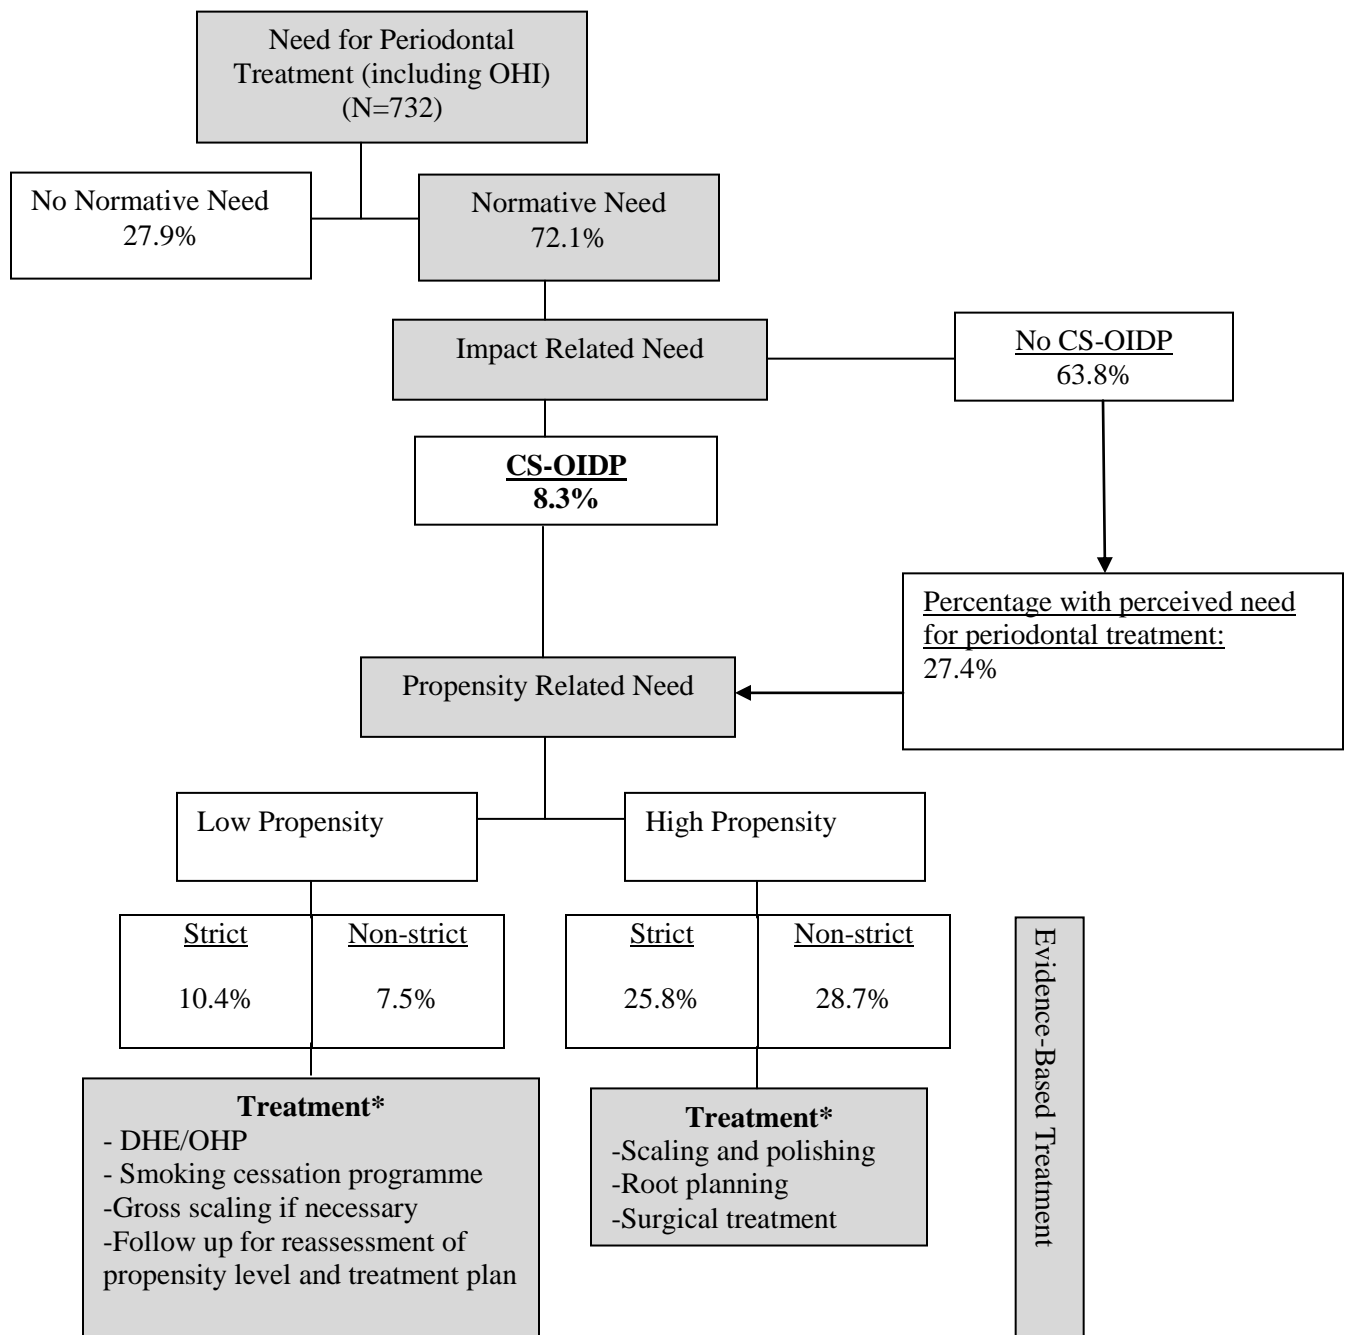 Need for Periodontal
Treatment (including OHI)
(N=732)
No Normative Need
27.9%
Normative Need
72.1%
Impact Related Need
No CS-OIDP
63.8%
CS-OIDP
8.3%
Percentage with perceived need
for periodontal treatment:
27.4%
Propensity Related Need
Low Propensity
High Propensity
Strict
Non-strict
10.4%
7.5%
Strict
Non-strict
25.8%
28.7%
Evidence-Based Treatment
Treatment*
- DHE/OHP
- Smoking cessation programme
-Gross scaling if necessary
-Follow up for reassessment of
propensity level and treatment plan
Treatment*
-Scaling and polishing
-Root planning
-Surgical treatment